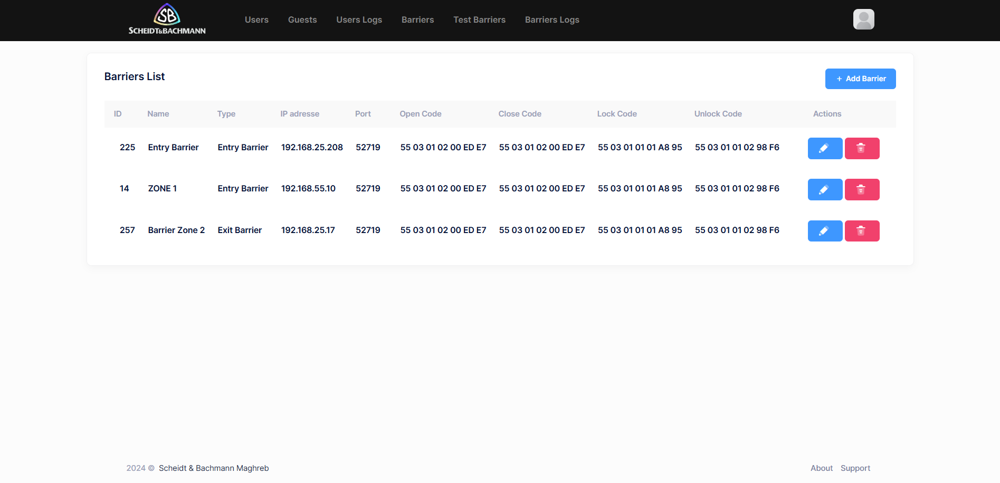 SB
SCHEIDT&BACHMANN
Users Guests Users Logs Barriers Test Barriers Barriers Logs
Barriers List
+ Add Barrier
ID Name Type IP adresse Port Open Code Close Code Lock Code Unlock Code Actions
225 Entry Barrier Entry Barrier 192.168.25.208 52719 55 03 01 02 00 ED E7 55 03 01 02 00 ED E7 55 03 01 01 01 A8 95 55 03 01 01 02 98 F6
14 ZONE 1 Entry Barrier 192.168.55.10 52719 55 03 01 02 00 ED E7 55 03 01 02 00 ED E7 55 03 01 01 01 A8 95 55 03 01 01 02 98 F6
257 Barrier Zone 2 Exit Barrier 192.168.25.17 52719 55 03 01 02 00 ED E7 55 03 01 02 00 ED E7 55 03 01 01 01 A8 95 55 03 01 01 02 98 F6
2024 © Scheidt & Bachmann Maghreb About Support